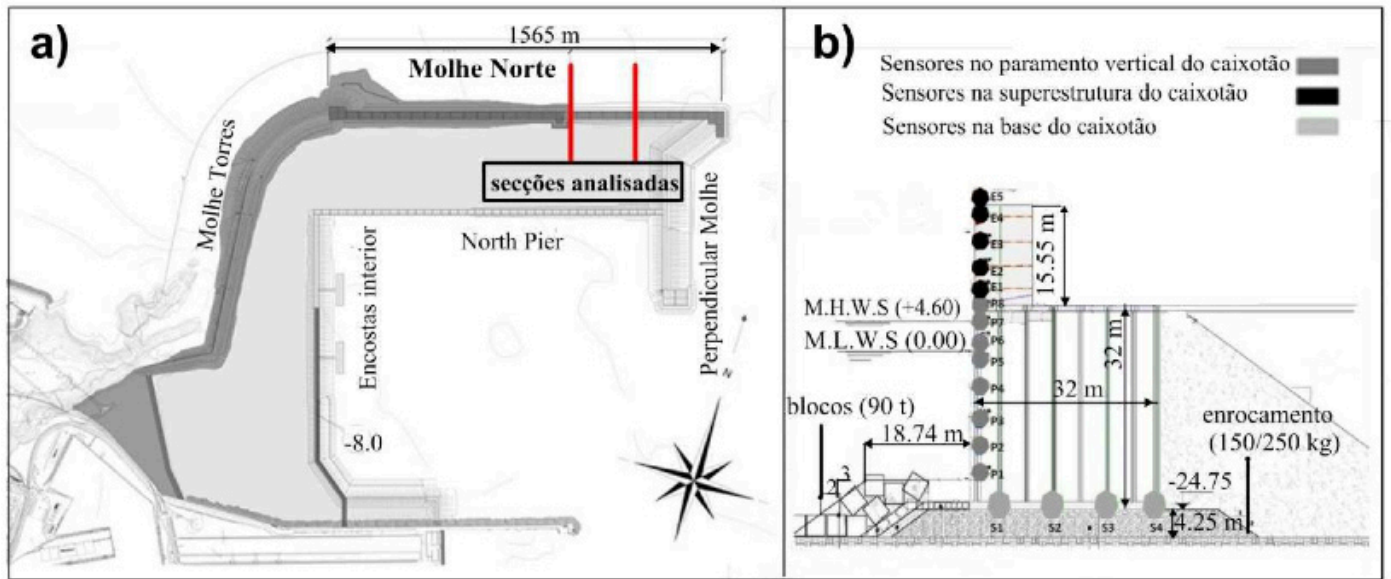 a)
1565 m
Molhe Norte
Molhe Torres
secções analisadas
North Pier
Encostas interior
Perpendicular Molhe
N
-8.0
b)
Sensores no paramento vertical do caixotão
Sensores na superestrutura do caixotão
Sensores na base do caixotão
E5
E4
E3
E2
E1
15.55 m
P8
M.H.W.S (+4.60)
P7
M.L.W.S (0.00)
P6
P5
32 m
P4
32 m
blocos (90 t)
P3
18.74 m
P2
enrocamento
(150/250 kg)
P1
3
2
-24.75
S1
S2
S3
S4
4.25 m